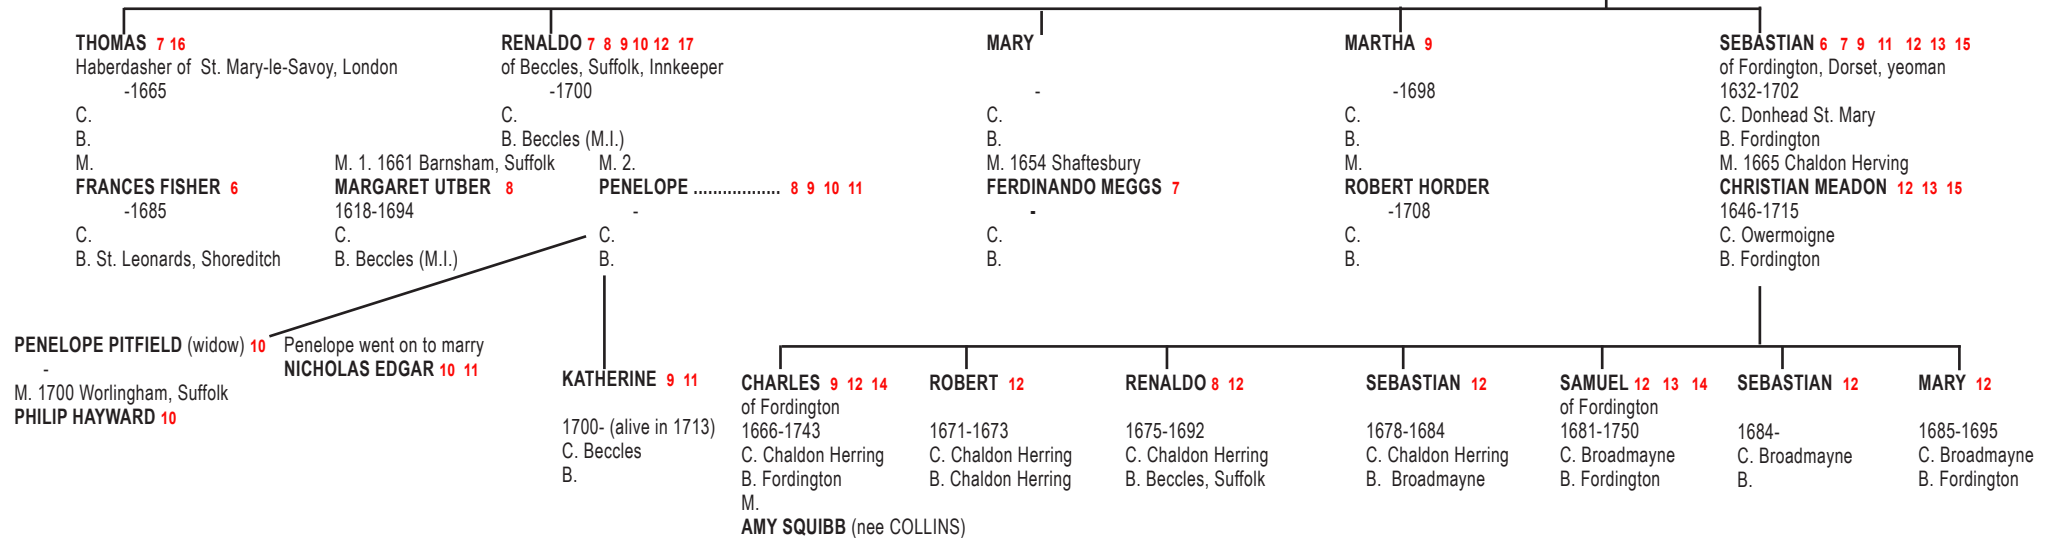 THOMAS 7 16
Haberdasher of St. Mary-le-Savoy, London
-1665
C.
B.
M.
FRANCES FISHER 6
-1685
C.
B. St. Leonards, Shoreditch
RENALDO 7 8 9 10 12 17
of Beccles, Suffolk, Innkeeper
-1700
C.
B. Beccles (M.I.)
M. 1. 1661 Barnsham, Suffolk
MARGARET UTBER 8
1618-1694
C.
B. Beccles (M.I.)
M. 2.
PENELOPE .................. 8 9 10 11
-
C.
B.
MARY
-
C.
B.
M. 1654 Shaftesbury
FERDINANDO MEGGS 7
-
C.
B.
MARTHA 9
-1698
C.
B.
M.
ROBERT HORDER
-1708
C.
B.
SEBASTIAN 6 7 9 11 12 13 15
of Fordington, Dorset, yeoman
1632-1702
C. Donhead St. Mary
B. Fordington
M. 1665 Chaldon Herving
CHRISTIAN MEADON 12 13 15
1646-1715
C. Owermoigne
B. Fordington
PENELOPE PITFIELD (widow) 10
-
M. 1700 Worlingham, Suffolk
PHILIP HAYWARD 10
Penelope went on to marry
NICHOLAS EDGAR 10 11
KATHERINE 9 11
1700- (alive in 1713)
C. Beccles
B.
CHARLES 9 12 14
of Fordington
1666-1743
C. Chaldon Herring
B. Fordington
M.
AMY SQUIBB (nee COLLINS)
ROBERT 12
1671-1673
C. Chaldon Herring
B. Chaldon Herring
RENALDO 8 12
1675-1692
C. Chaldon Herring
B. Beccles, Suffolk
SEBASTIAN 12
1678-1684
C. Chaldon Herring
B. Broadmayne
SAMUEL 12 13 14
of Fordington
1681-1750
C. Broadmayne
B. Fordington
SEBASTIAN 12
1684-
C. Broadmayne
B.
MARY 12
1685-1695
C. Broadmayne
B. Fordington